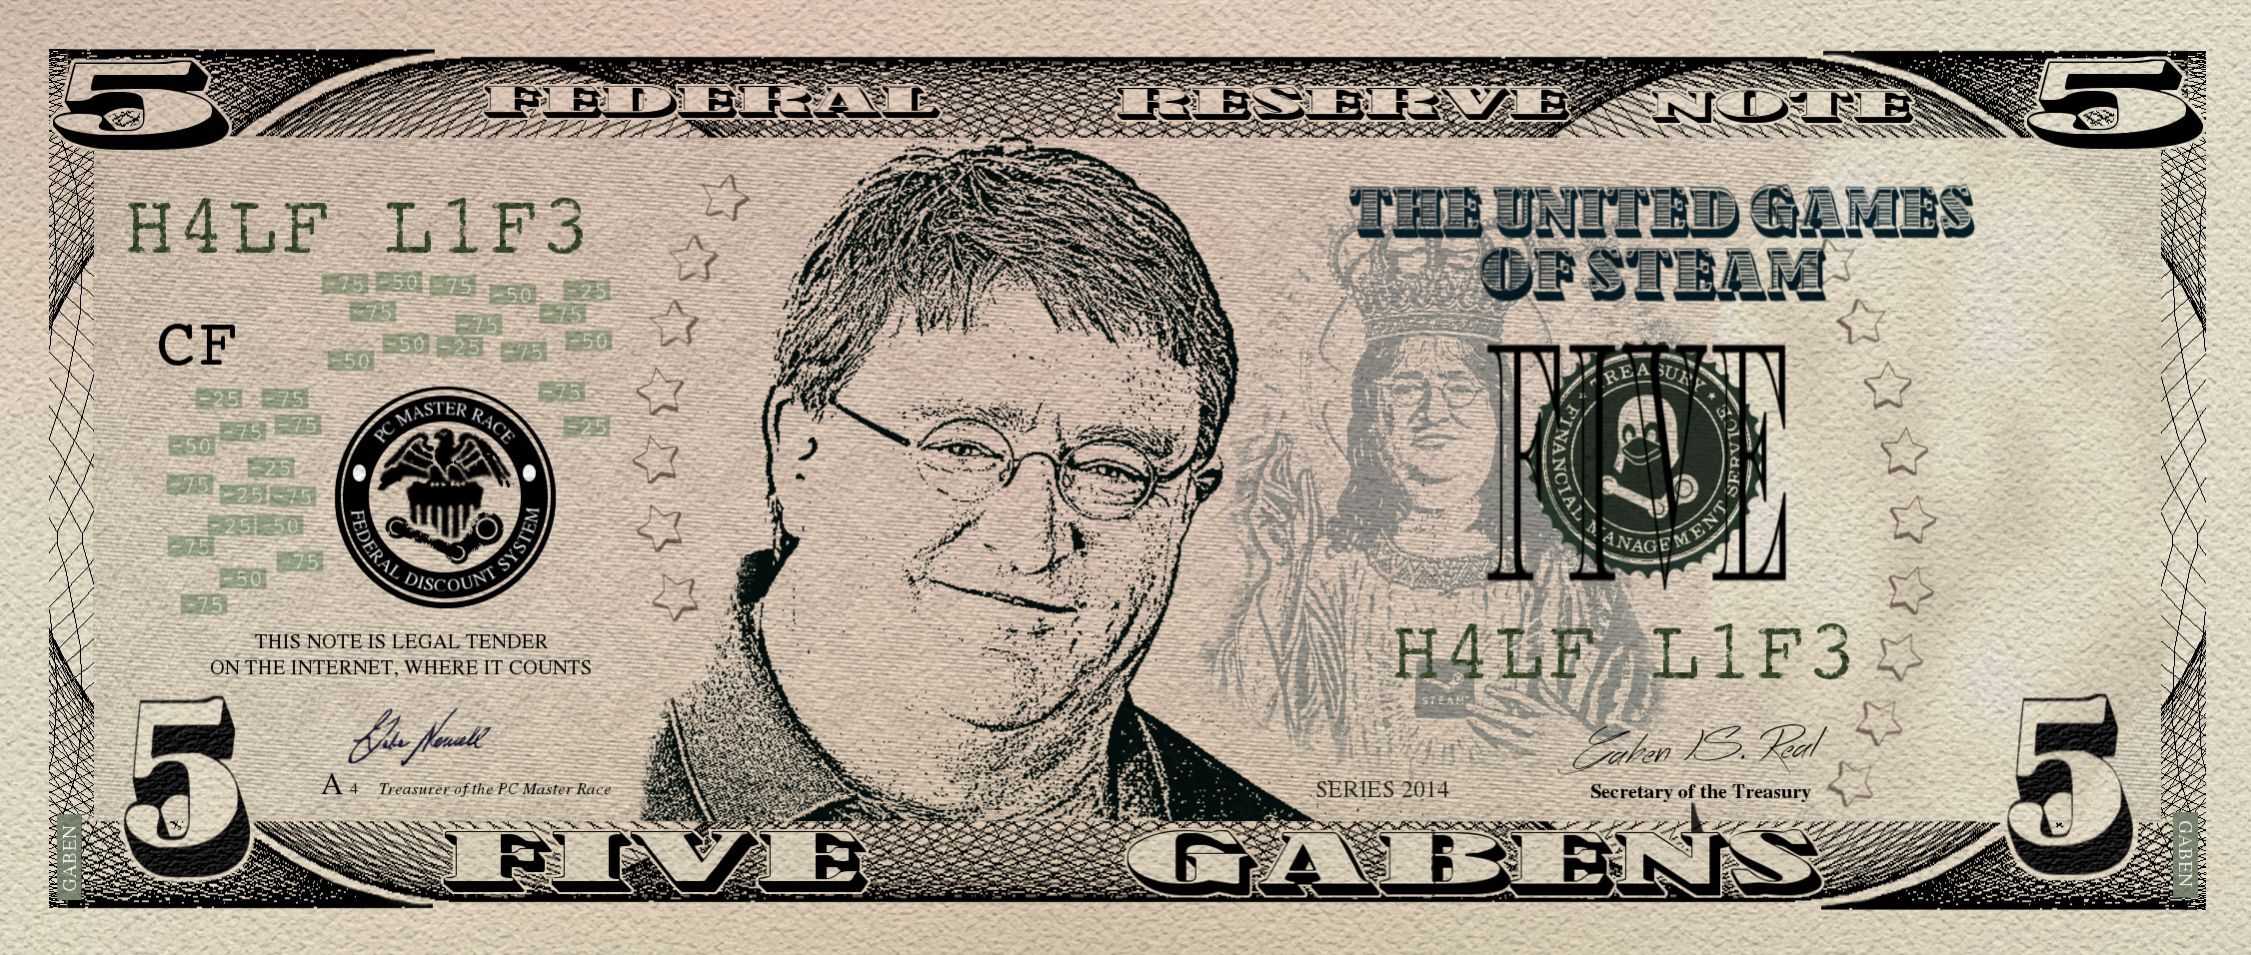 5 FEDERAL RESERVE NOTE 5
H4LF L1F3
THE UNITED GAMES
OF STEAM
-75 -50 -75 -50 -25
-75 -75 -75
-50 -50 -25 -75 -50
CF
-25 -75 -75
-50 -75 -75 -25
-25
-75 -25 -75
-25 -50
-75 -75
-50
-75
PC MASTER RACE
FEDERAL DISCOUNT SYSTEM
FIVE
TREASURY
FINANCIAL MANAGEMENT SERVICE
THIS NOTE IS LEGAL TENDER
ON THE INTERNET, WHERE IT COUNTS
H4LF L1F3
STEAM
Gabe Newell
A 4 Treasurer of the PC Master Race
SERIES 2014
Gaben IS. Real
Secretary of the Treasury
5 FIVE GABENS 5
GABEN
GABEN